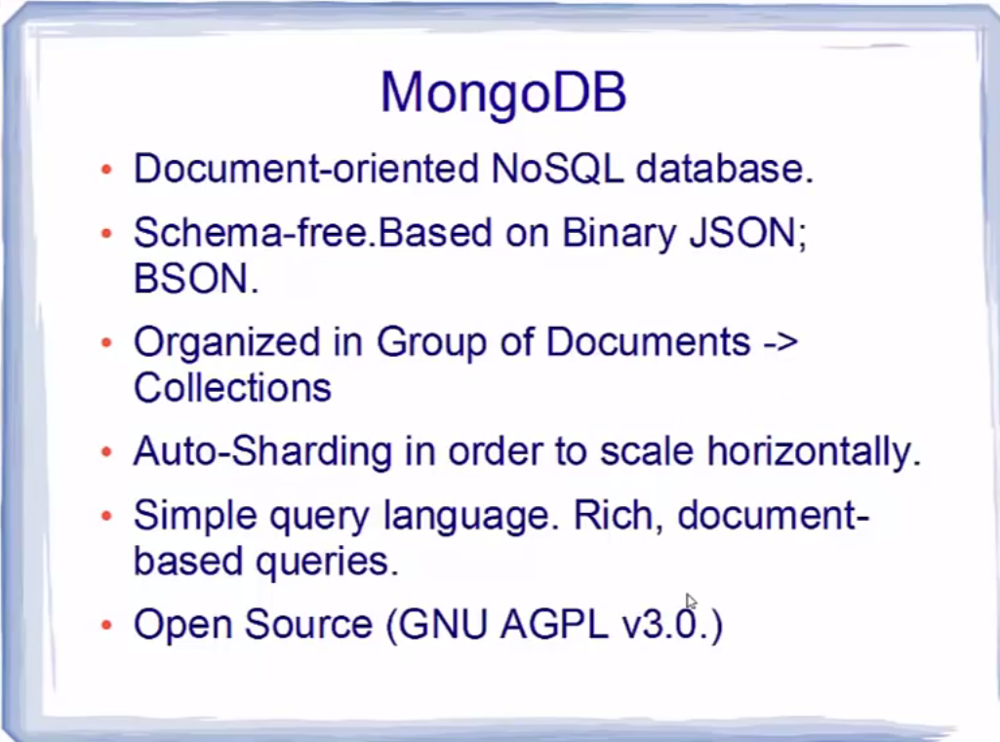 MongoDB
• Document-oriented NoSQL database.
• Schema-free.Based on Binary JSON;
BSON.
• Organized in Group of Documents ->
Collections
• Auto-Sharding in order to scale horizontally.
• Simple query language. Rich, document-
based queries.
• Open Source (GNU AGPL v3.0.)